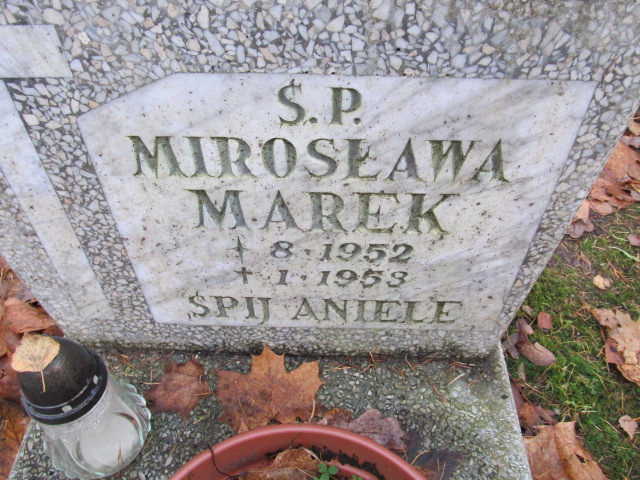 Ś.P.
MIROSŁAWA
MAREK
* 8·1952
† 1·1953
ŚPIJ ANIELE